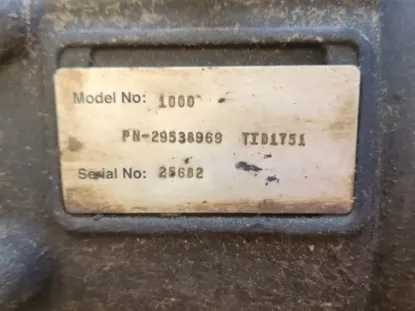 Model No: 1000
PN-29538969 TID1751
Serial No: 25682